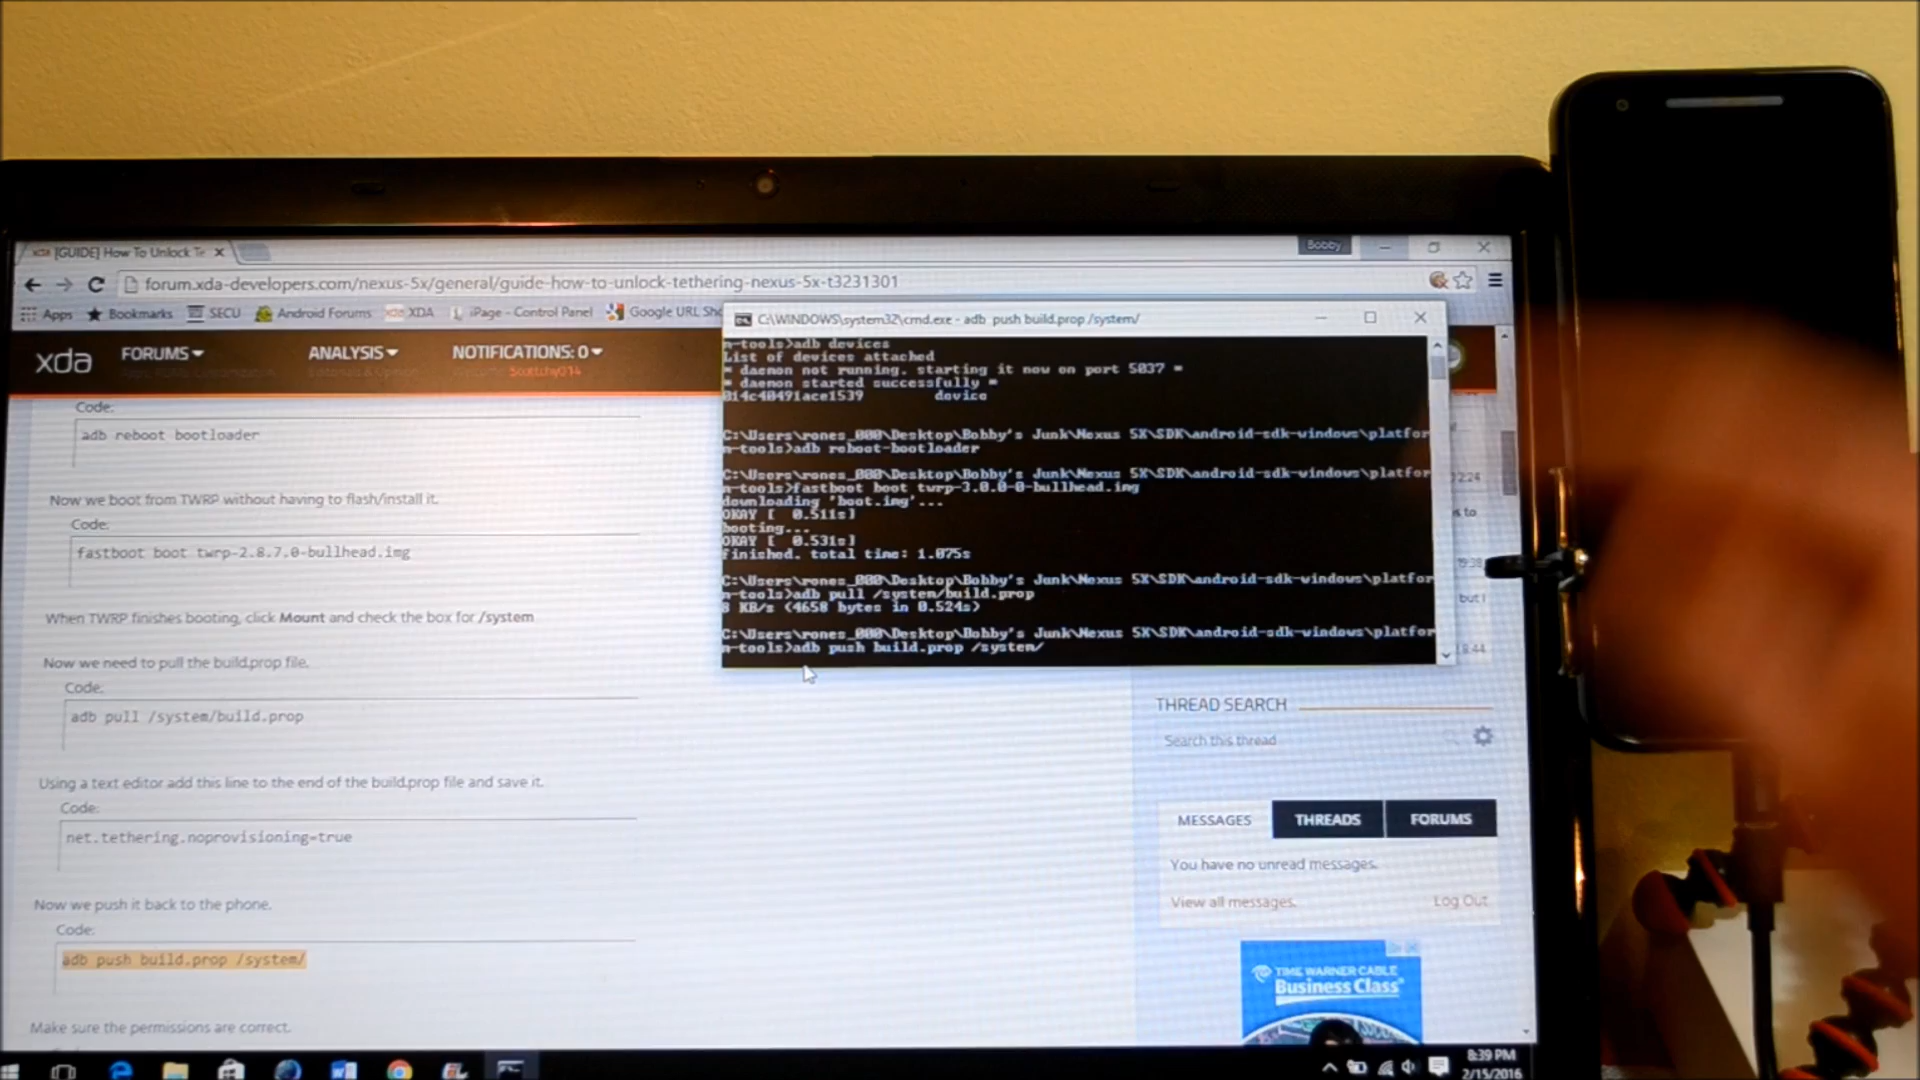 [GUIDE] How To Unlock Te
Bobby
forum.xda-developers.com/nexus-5x/general/guide-how-to-unlock-tethering-nexus-5x-t3231301
Apps Bookmarks SECU Android Forums XDA iPage - Control Panel Google URL Sho
xda FORUMS ANALYSIS NOTIFICATIONS: 0
Code:
adb reboot bootloader
Now we boot from TWRP without having to flash/install it.
Code:
fastboot boot twrp-2.8.7.0-bullhead.img
When TWRP finishes booting, click Mount and check the box for /system
Now we need to pull the build.prop file.
Code:
adb pull /system/build.prop
Using a text editor add this line to the end of the build.prop file and save it.
Code:
net.tethering.noprovisioning=true
Now we push it back to the phone.
Code:
adb push build.prop /system/
Make sure the permissions are correct.
C:\WINDOWS\system32\cmd.exe - adb push build.prop /system/
n-tools>adb devices
List of devices attached
* daemon not running. starting it now on port 5037 *
* daemon started successfully *
014c40491ace1539 device
C:\Users\rones_000\Desktop\Bobby's Junk\Nexus 5X\SDK\android-sdk-windows\platfor
n-tools>adb reboot-bootloader
C:\Users\rones_000\Desktop\Bobby's Junk\Nexus 5X\SDK\android-sdk-windows\platfor
n-tools>fastboot boot twrp-3.0.0-0-bullhead.img
downloading 'boot.img'...
OKAY [ 0.511s]
booting...
OKAY [ 0.531s]
finished. total time: 1.075s
C:\Users\rones_000\Desktop\Bobby's Junk\Nexus 5X\SDK\android-sdk-windows\platfor
n-tools>adb pull /system/build.prop
8 KB/s (4658 bytes in 0.524s)
C:\Users\rones_000\Desktop\Bobby's Junk\Nexus 5X\SDK\android-sdk-windows\platfor
n-tools>adb push build.prop /system/
12:24
s to
19:38
but I
18:44
THREAD SEARCH
Search this thread
MESSAGES THREADS FORUMS
You have no unread messages.
View all messages. Log Out
TIME WARNER CABLE
Business Class
8:39 PM
2/15/2016